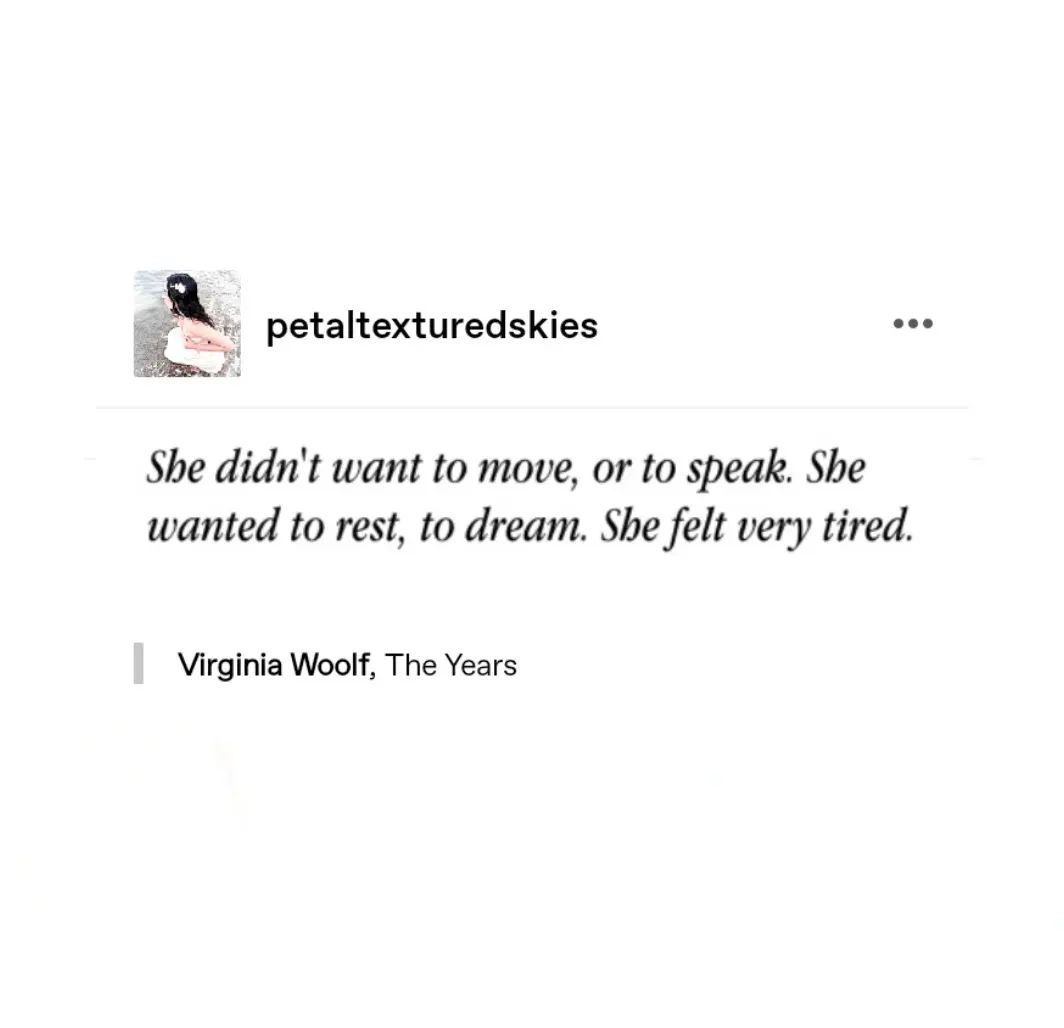 petaltexturedskies
She didn't want to move, or to speak. She
wanted to rest, to dream. She felt very tired.
Virginia Woolf, The Years